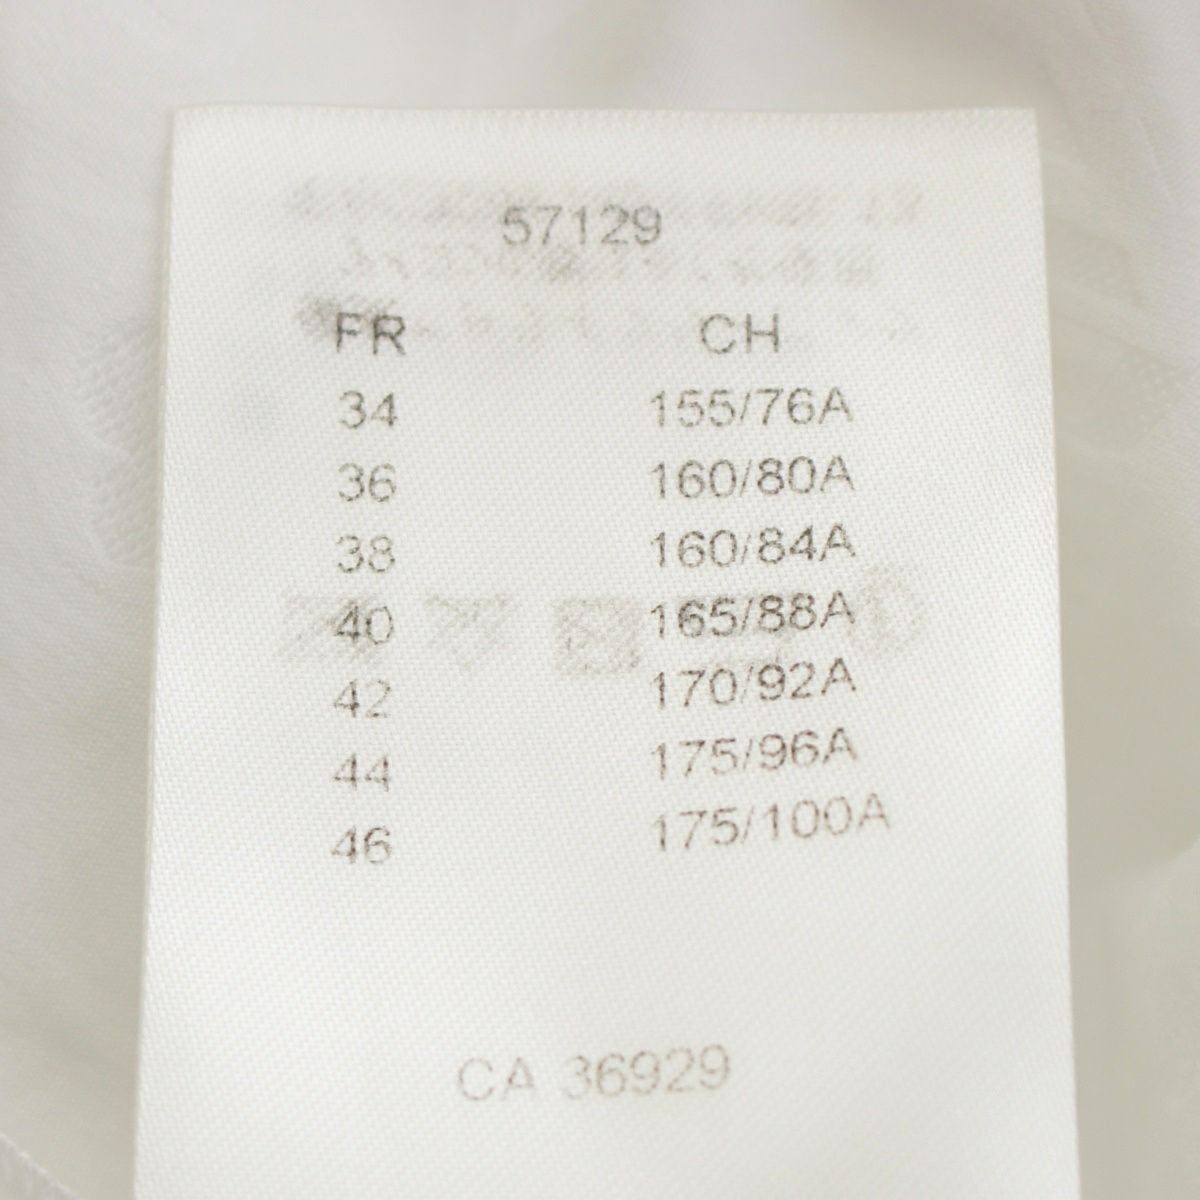 57129
FR CH
34 155/76A
36 160/80A
38 160/84A
40 165/88A
42 170/92A
44 175/96A
46 175/100A
CA 36929